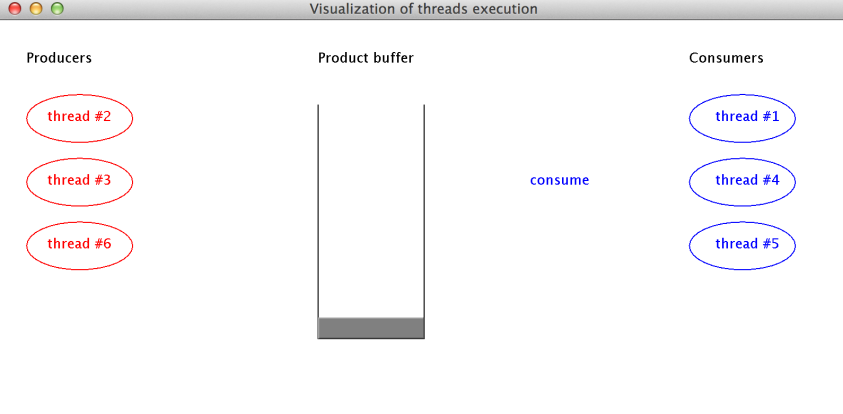 Visualization of threads execution
Producers
Product buffer
Consumers
thread #2
thread #1
thread #3
consume
thread #4
thread #6
thread #5